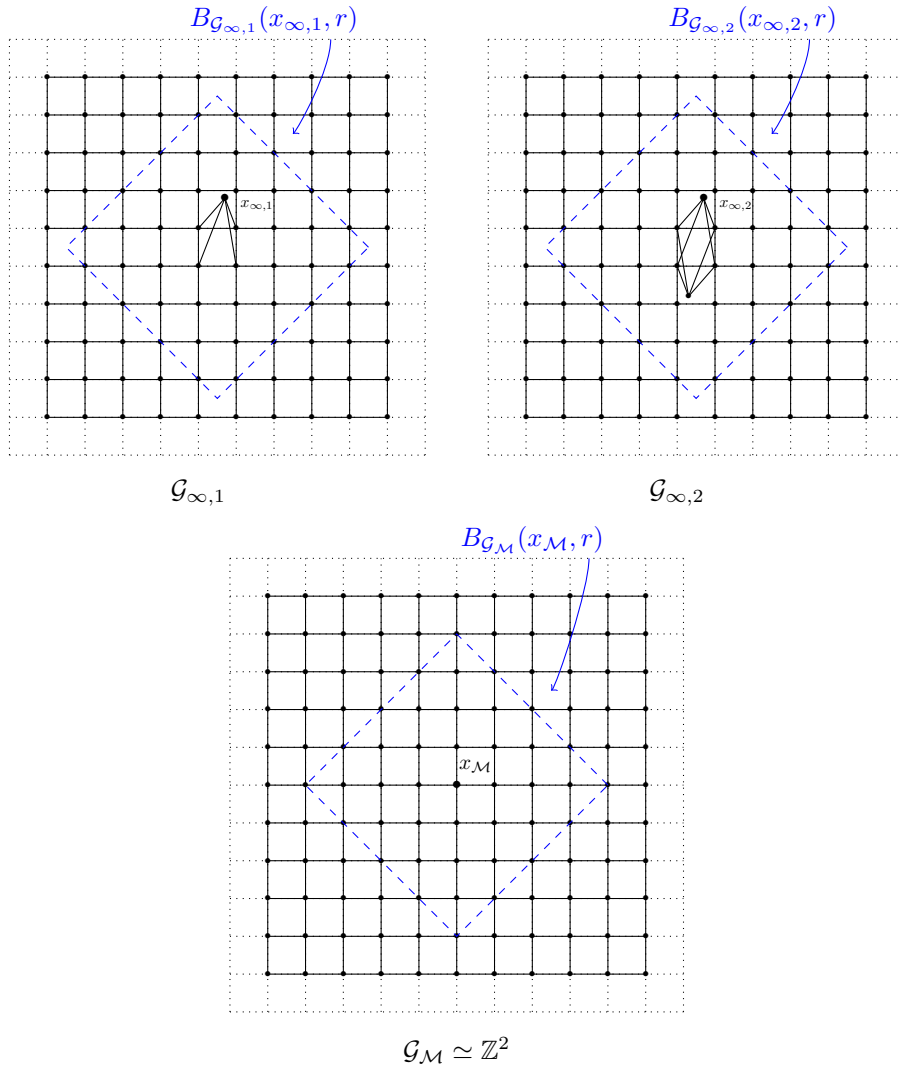 $B_{\mathcal{G}_{\infty,1}}(x_{\infty,1}, r)$
$B_{\mathcal{G}_{\infty,2}}(x_{\infty,2}, r)$
$x_{\infty,1}$
$x_{\infty,2}$
$\mathcal{G}_{\infty,1}$
$\mathcal{G}_{\infty,2}$
$B_{\mathcal{G}_{\mathcal{M}}}(x_{\mathcal{M}}, r)$
$x_{\mathcal{M}}$
$\mathcal{G}_{\mathcal{M}} \simeq \mathbb{Z}^2$